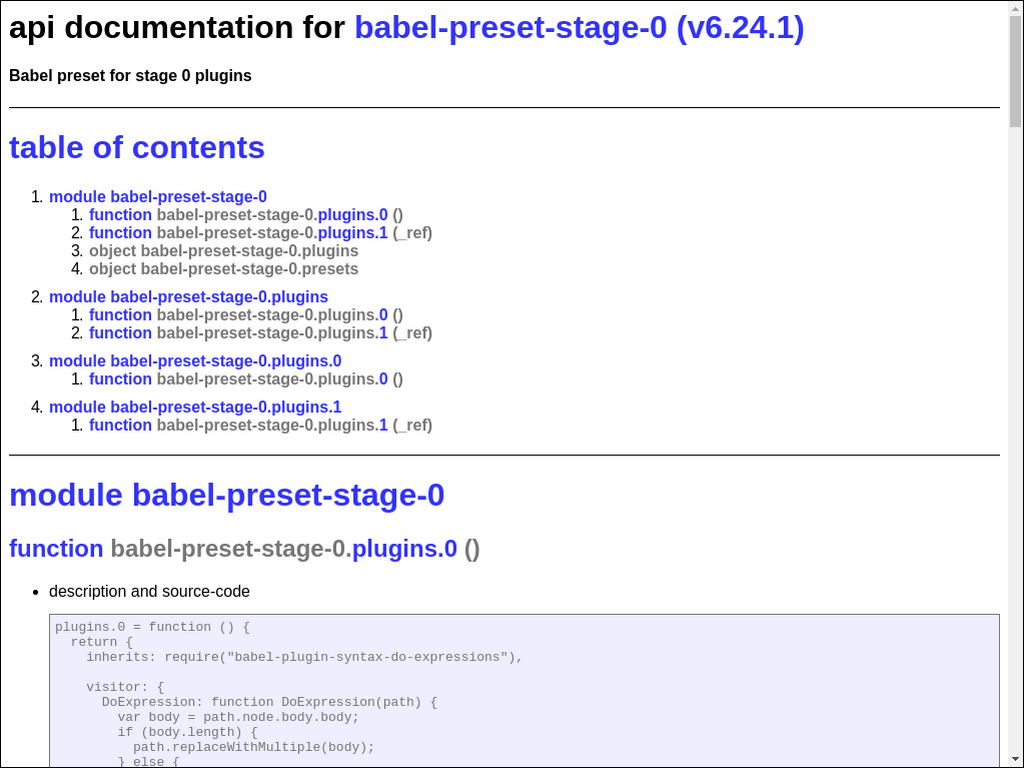 api documentation for babel-preset-stage-0 (v6.24.1)
Babel preset for stage 0 plugins
table of contents
1. module babel-preset-stage-0
1. function babel-preset-stage-0.plugins.0 ()
2. function babel-preset-stage-0.plugins.1 (_ref)
3. object babel-preset-stage-0.plugins
4. object babel-preset-stage-0.presets
2. module babel-preset-stage-0.plugins
1. function babel-preset-stage-0.plugins.0 ()
2. function babel-preset-stage-0.plugins.1 (_ref)
3. module babel-preset-stage-0.plugins.0
1. function babel-preset-stage-0.plugins.0 ()
4. module babel-preset-stage-0.plugins.1
1. function babel-preset-stage-0.plugins.1 (_ref)
module babel-preset-stage-0
function babel-preset-stage-0.plugins.0 ()
• description and source-code
plugins.0 = function () {
  return {
    inherits: require("babel-plugin-syntax-do-expressions"),
    visitor: {
      DoExpression: function DoExpression(path) {
        var body = path.node.body.body;
        if (body.length) {
          path.replaceWithMultiple(body);
        } else {